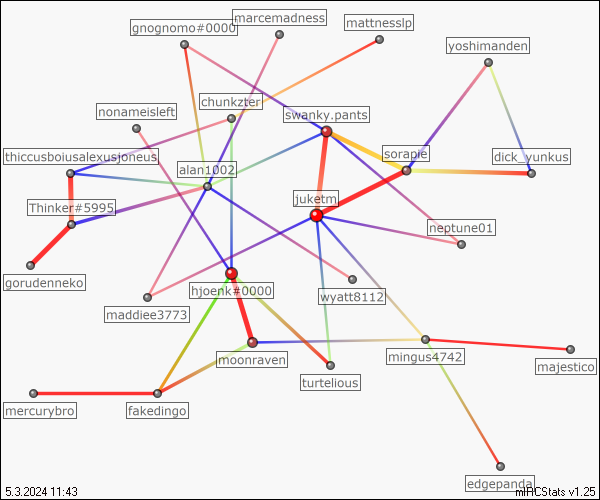 marcemadness
gnognomo#0000
mattnesslp
yoshimanden
chunkzter
nonameisleft
swanky.pants
sorapie
thiccusboiusalexusjoneus
dick_yunkus
alan1002
juketm
Thinker#5995
neptune01
gorudenneko
hjoenk#0000
wyatt8112
maddiee3773
moonraven
mingus4742
majestico
turtelious
mercurybro
fakedingo
edgepanda
5.3.2024 11:43
mIRCStats v1.25